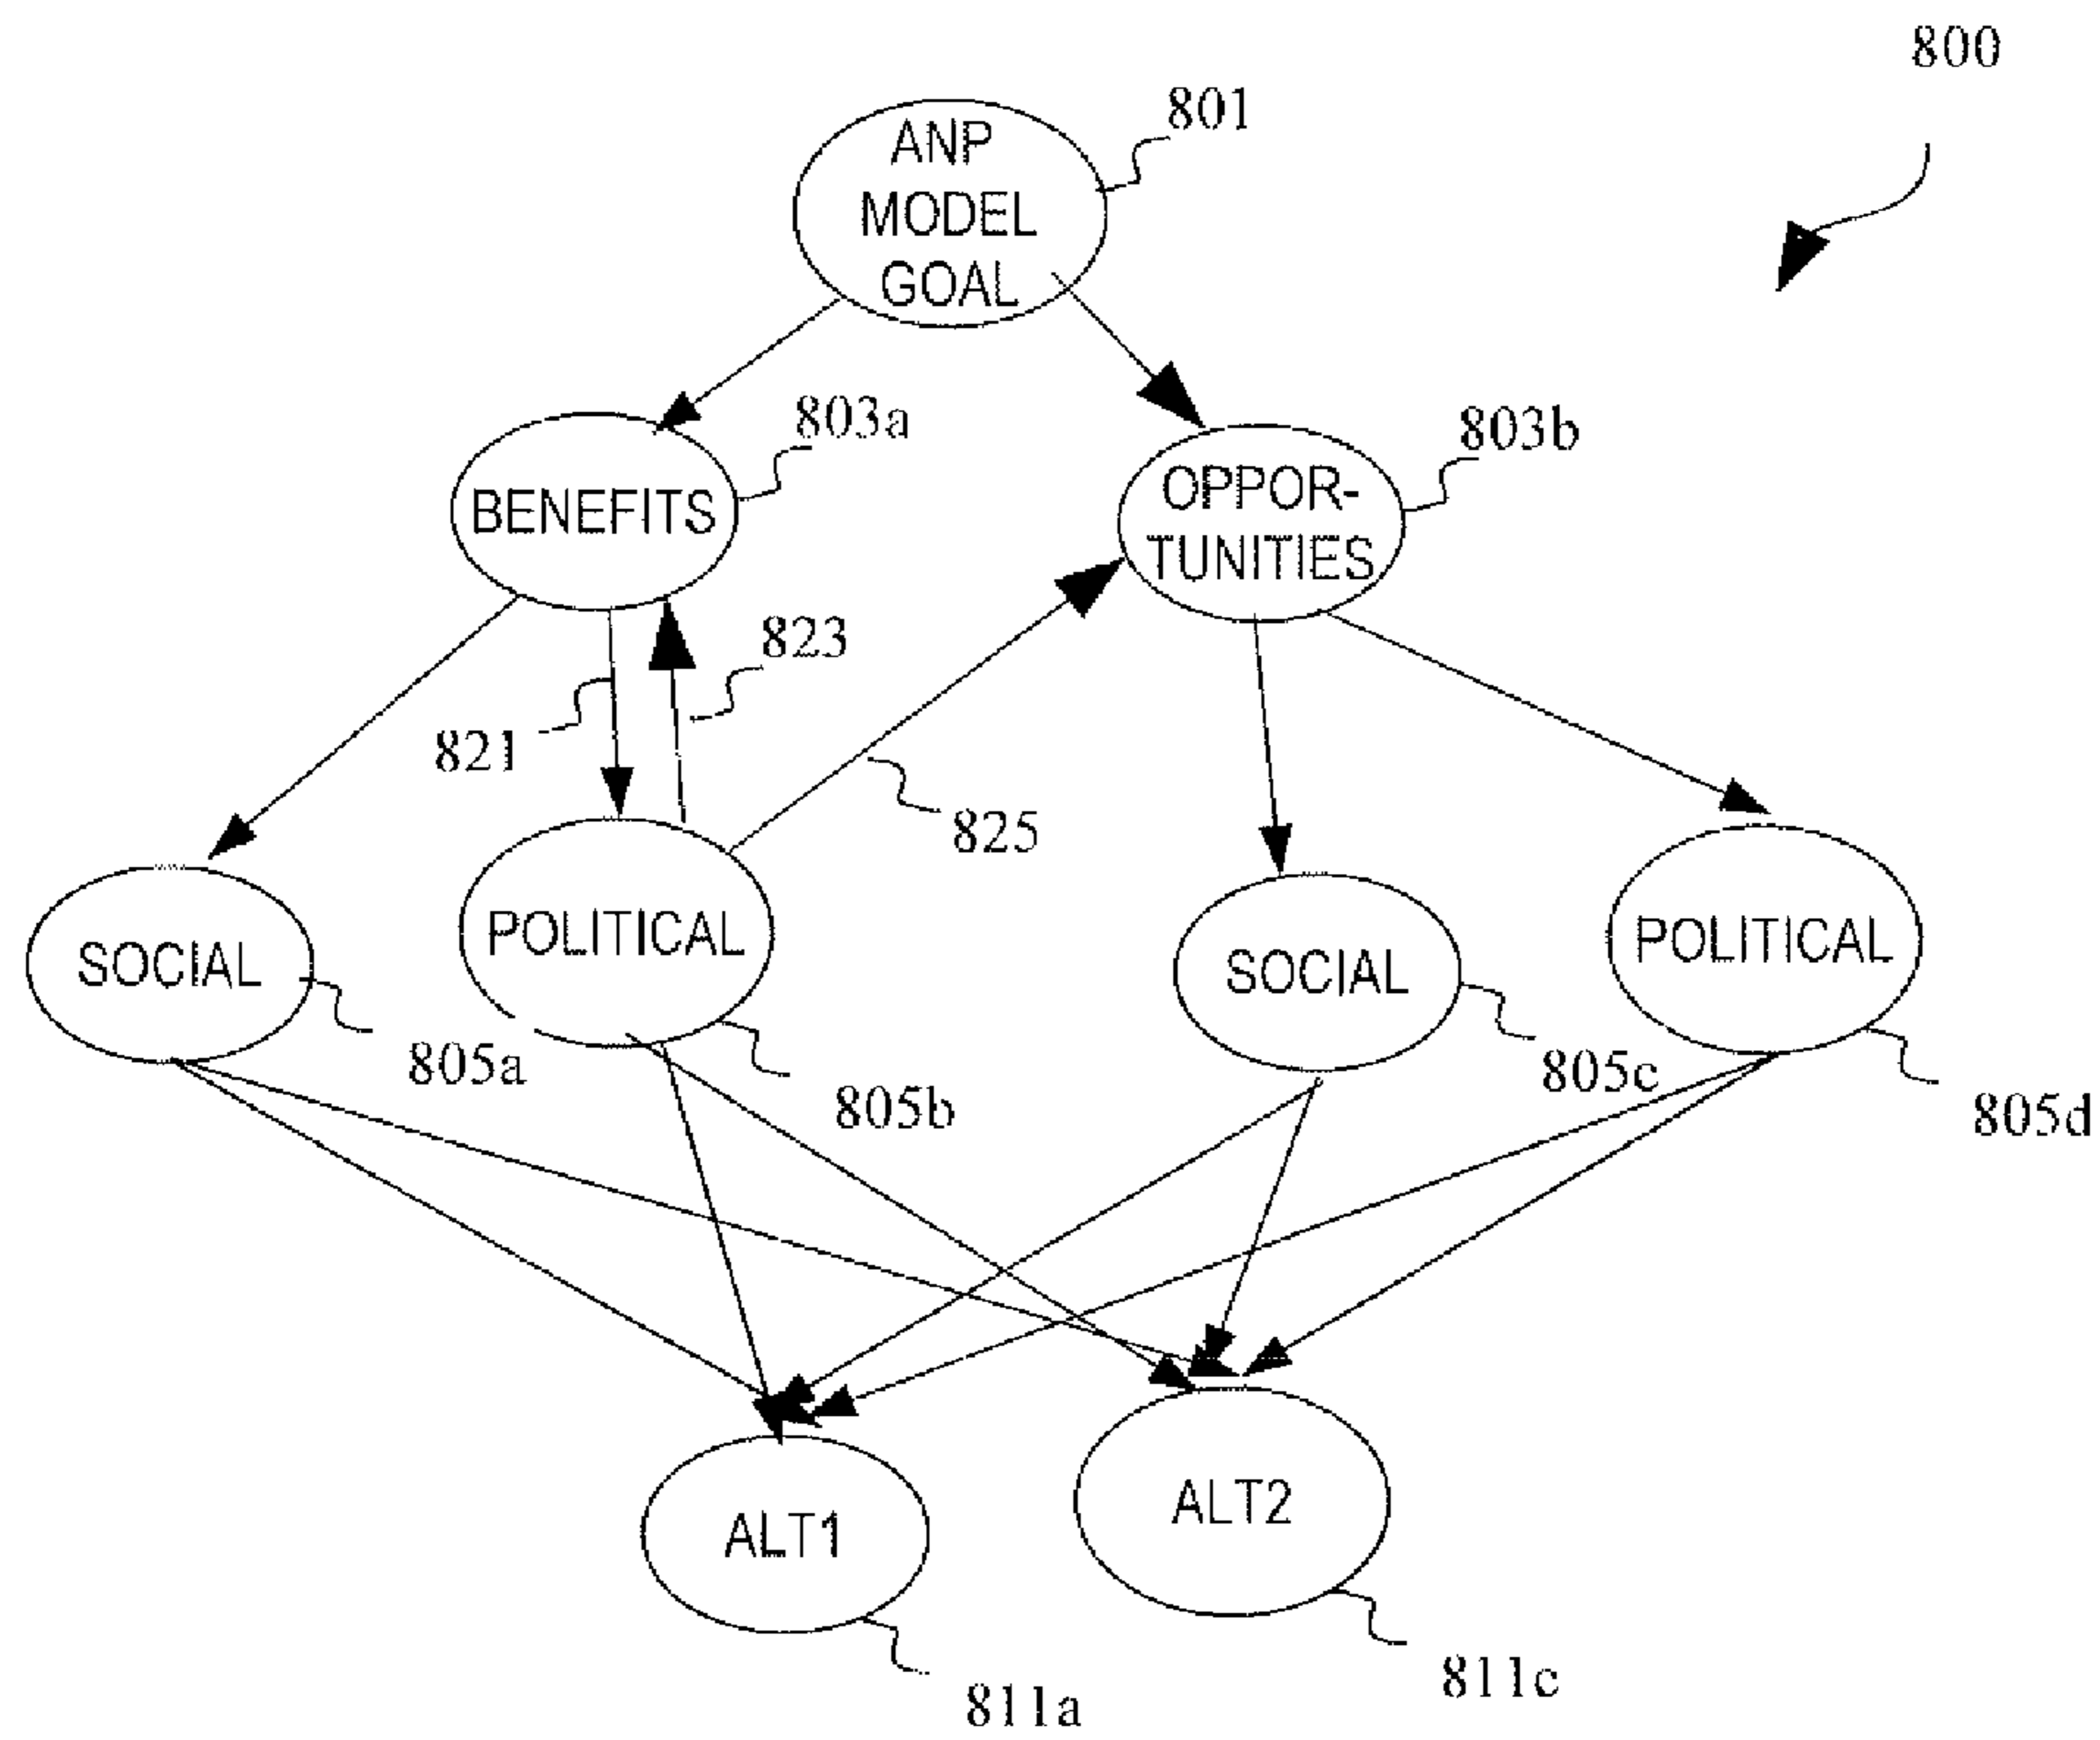 800
801
ANP
MODEL
GOAL
803a
803b
BENEFITS
OPPOR-
TUNITIES
823
821
825
SOCIAL
POLITICAL
SOCIAL
POLITICAL
805a
805b
805c
805d
ALT1
ALT2
811a
811c